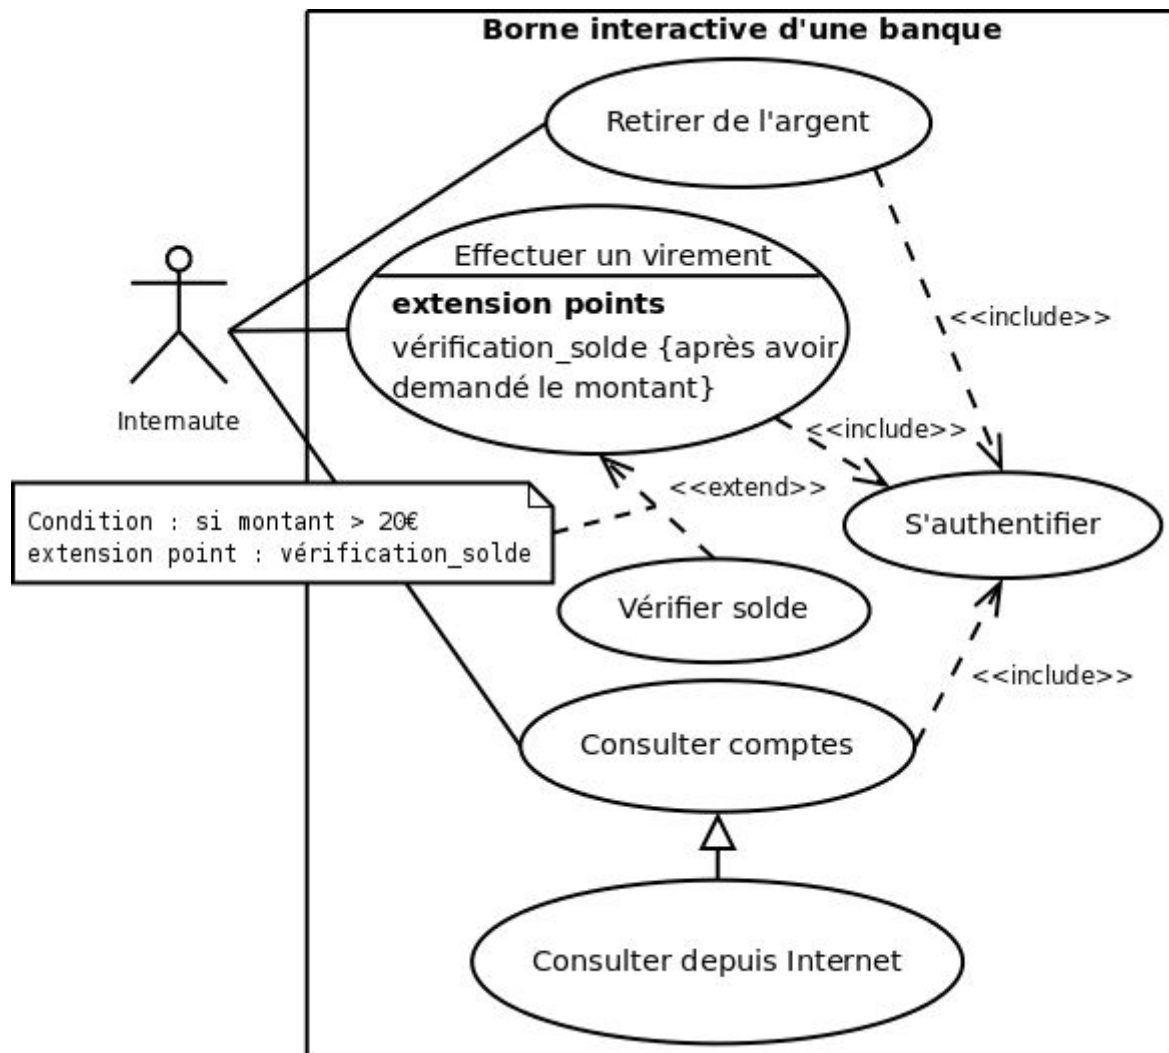 Borne interactive d'une banque
Retirer de l'argent
Effectuer un virement
extension points
vérification_solde {après avoir
demandé le montant}
<<include>>
Internaute
<<include>>
<<extend>>
Condition : si montant > 20€
extension point : vérification_solde
S'authentifier
Vérifier solde
<<include>>
Consulter comptes
Consulter depuis Internet